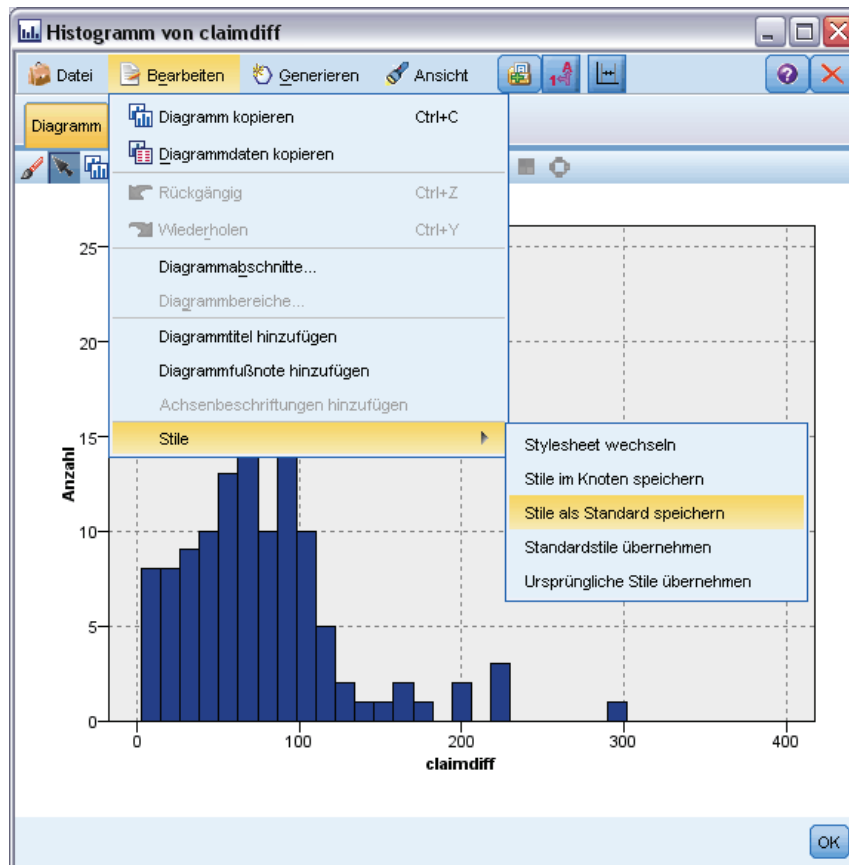 Histogramm von claimdiff
Datei Bearbeiten Generieren Ansicht
Diagramm
Diagramm kopieren Ctrl+C
Diagrammdaten kopieren
Rückgängig Ctrl+Z
Wiederholen Ctrl+Y
Diagrammabschnitte...
Diagrammbereiche...
Diagrammtitel hinzufügen
Diagrammfußnote hinzufügen
Achsenbeschriftungen hinzufügen
Stile
Stylesheet wechseln
Stile im Knoten speichern
Stile als Standard speichern
Standardstile übernehmen
Ursprüngliche Stile übernehmen
25
20
15
10
5
0
Anzahl
0 100 200 300 400
claimdiff
OK